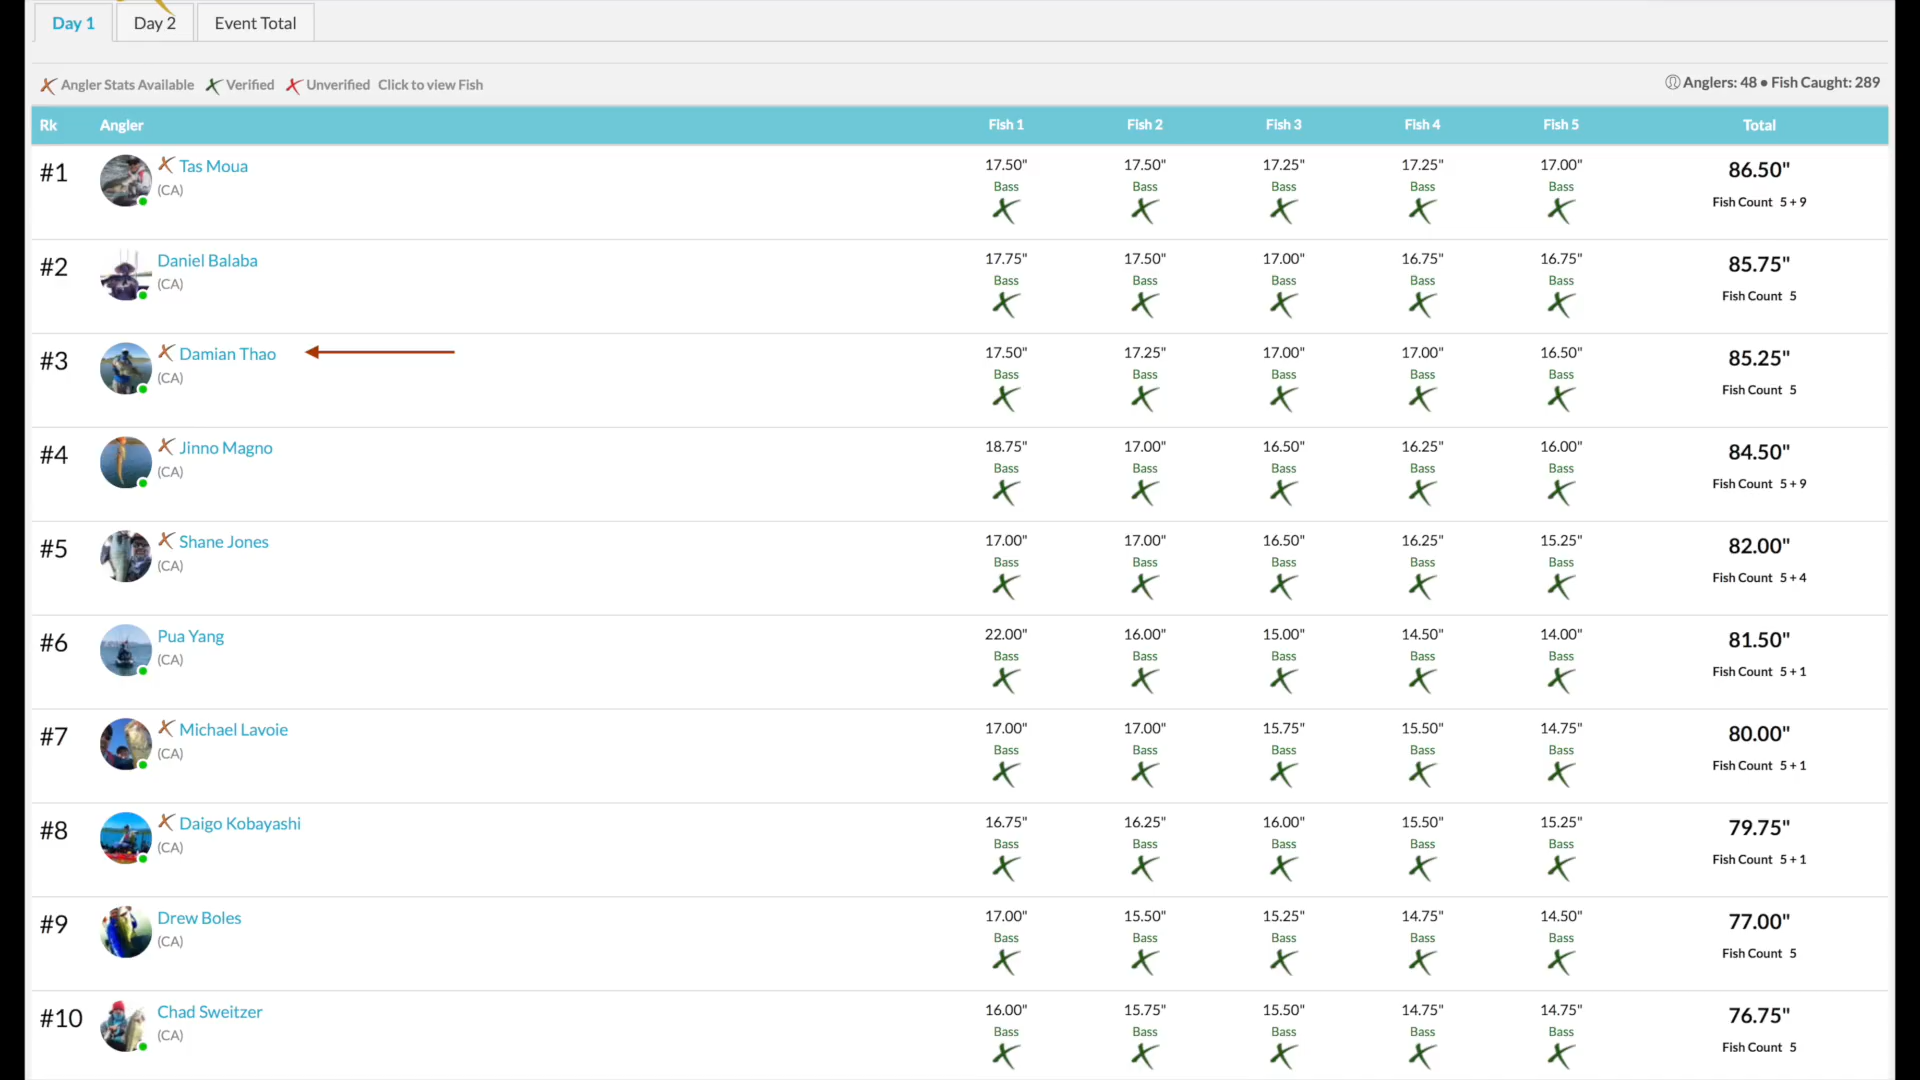 Day 1 Day 2 Event Total
Angler Stats Available Verified Unverified Click to view Fish Anglers: 48 • Fish Caught: 289
Rk Angler Fish 1 Fish 2 Fish 3 Fish 4 Fish 5 Total
#1 Tas Moua 17.50" 17.50" 17.25" 17.25" 17.00" 86.50"
(CA) Bass Bass Bass Bass Bass
Fish Count 5 + 9
#2 Daniel Balaba 17.75" 17.50" 17.00" 16.75" 16.75" 85.75"
(CA) Bass Bass Bass Bass Bass
Fish Count 5
#3 Damian Thao 17.50" 17.25" 17.00" 17.00" 16.50" 85.25"
(CA) Bass Bass Bass Bass Bass
Fish Count 5
#4 Jinno Magno 18.75" 17.00" 16.50" 16.25" 16.00" 84.50"
(CA) Bass Bass Bass Bass Bass
Fish Count 5 + 9
#5 Shane Jones 17.00" 17.00" 16.50" 16.25" 15.25" 82.00"
(CA) Bass Bass Bass Bass Bass
Fish Count 5 + 4
#6 Pua Yang 22.00" 16.00" 15.00" 14.50" 14.00" 81.50"
(CA) Bass Bass Bass Bass Bass
Fish Count 5 + 1
#7 Michael Lavoie 17.00" 17.00" 15.75" 15.50" 14.75" 80.00"
(CA) Bass Bass Bass Bass Bass
Fish Count 5 + 1
#8 Daigo Kobayashi 16.75" 16.25" 16.00" 15.50" 15.25" 79.75"
(CA) Bass Bass Bass Bass Bass
Fish Count 5 + 1
#9 Drew Boles 17.00" 15.50" 15.25" 14.75" 14.50" 77.00"
(CA) Bass Bass Bass Bass Bass
Fish Count 5
#10 Chad Sweitzer 16.00" 15.75" 15.50" 14.75" 14.75" 76.75"
(CA) Bass Bass Bass Bass Bass
Fish Count 5